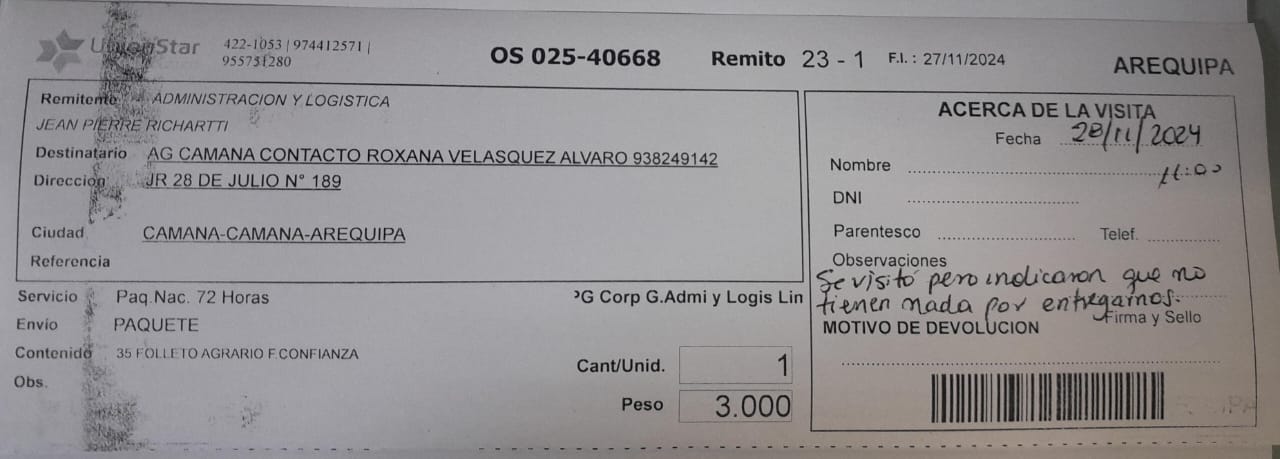 UnionStar
422-1053 | 974412571 |
955751280
OS 025-40668
Remito 23 - 1
F.I. : 27/11/2024
AREQUIPA
Remitente ADMINISTRACION Y LOGISTICA
JEAN PIERRE RICHARTTI
Destinatario AG CAMANA CONTACTO ROXANA VELASQUEZ ALVARO 938249142
Dirección JR 28 DE JULIO N° 189
Ciudad CAMANA-CAMANA-AREQUIPA
Referencia
Servicio Paq.Nac. 72 Horas
PG Corp G.Admi y Logis Lin
Envío PAQUETE
Contenido 35 FOLLETO AGRARIO F.CONFIANZA
Obs.
Cant/Unid. 1
Peso 3.000
ACERCA DE LA VISITA
Fecha 28/11/2024
Nombre
11:00
DNI
Parentesco Telef.
Observaciones
Se visitó pero indicaron que no
tienen nada por entregarnos.
Firma y Sello
MOTIVO DE DEVOLUCION